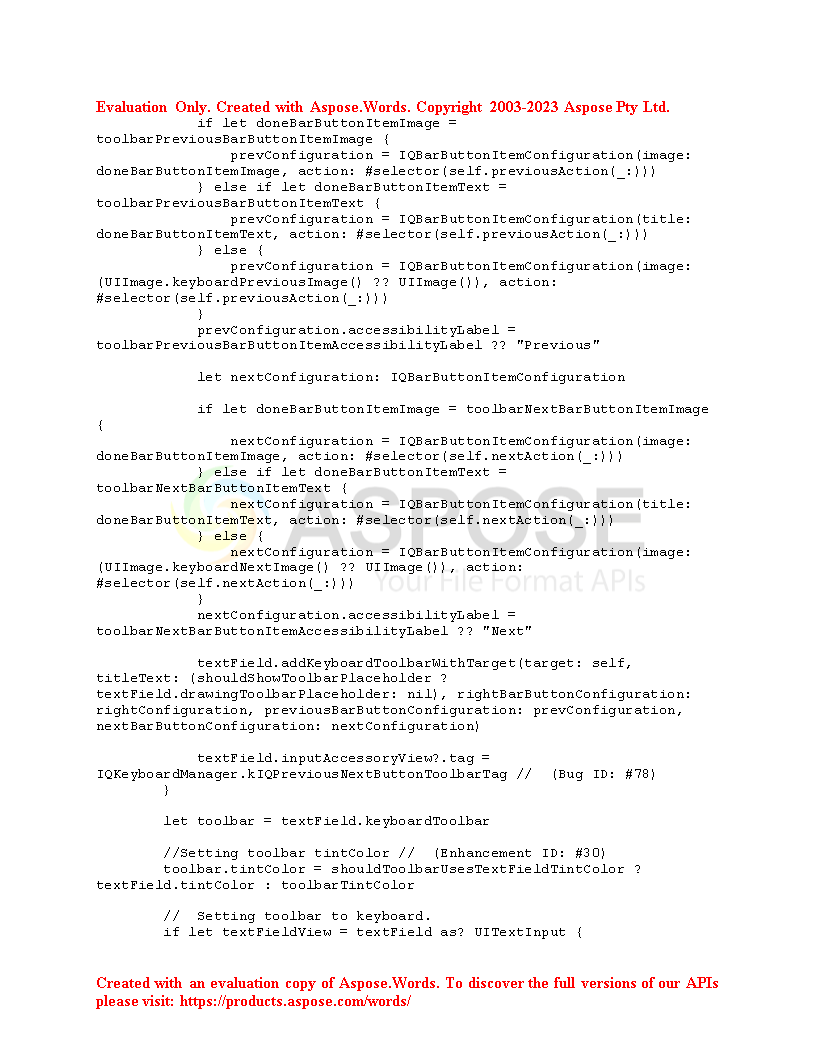 Evaluation Only. Created with Aspose.Words. Copyright 2003-2023 Aspose Pty Ltd.
            if let doneBarButtonItemImage =
toolbarPreviousBarButtonItemImage {
                prevConfiguration = IQBarButtonItemConfiguration(image:
doneBarButtonItemImage, action: #selector(self.previousAction(_:)))
            } else if let doneBarButtonItemText =
toolbarPreviousBarButtonItemText {
                prevConfiguration = IQBarButtonItemConfiguration(title:
doneBarButtonItemText, action: #selector(self.previousAction(_:)))
            } else {
                prevConfiguration = IQBarButtonItemConfiguration(image:
(UIImage.keyboardPreviousImage() ?? UIImage()), action:
#selector(self.previousAction(_:)))
            }
            prevConfiguration.accessibilityLabel =
toolbarPreviousBarButtonItemAccessibilityLabel ?? "Previous"

            let nextConfiguration: IQBarButtonItemConfiguration

            if let doneBarButtonItemImage = toolbarNextBarButtonItemImage
{
                nextConfiguration = IQBarButtonItemConfiguration(image:
doneBarButtonItemImage, action: #selector(self.nextAction(_:)))
            } else if let doneBarButtonItemText =
toolbarNextBarButtonItemText {
                nextConfiguration = IQBarButtonItemConfiguration(title:
doneBarButtonItemText, action: #selector(self.nextAction(_:)))
            } else {
                nextConfiguration = IQBarButtonItemConfiguration(image:
(UIImage.keyboardNextImage() ?? UIImage()), action:
#selector(self.nextAction(_:)))
            }
            nextConfiguration.accessibilityLabel =
toolbarNextBarButtonItemAccessibilityLabel ?? "Next"

            textField.addKeyboardToolbarWithTarget(target: self,
titleText: (shouldShowToolbarPlaceholder ?
textField.drawingToolbarPlaceholder: nil), rightBarButtonConfiguration:
rightConfiguration, previousBarButtonConfiguration: prevConfiguration,
nextBarButtonConfiguration: nextConfiguration)

            textField.inputAccessoryView?.tag =
IQKeyboardManager.kIQPreviousNextButtonToolbarTag //  (Bug ID: #78)
        }

        let toolbar = textField.keyboardToolbar

        //Setting toolbar tintColor //  (Enhancement ID: #30)
        toolbar.tintColor = shouldToolbarUsesTextFieldTintColor ?
textField.tintColor : toolbarTintColor

        //  Setting toolbar to keyboard.
        if let textFieldView = textField as? UITextInput {
ASPOSE
Your File Format APIs
Created with an evaluation copy of Aspose.Words. To discover the full versions of our APIs
please visit: https://products.aspose.com/words/